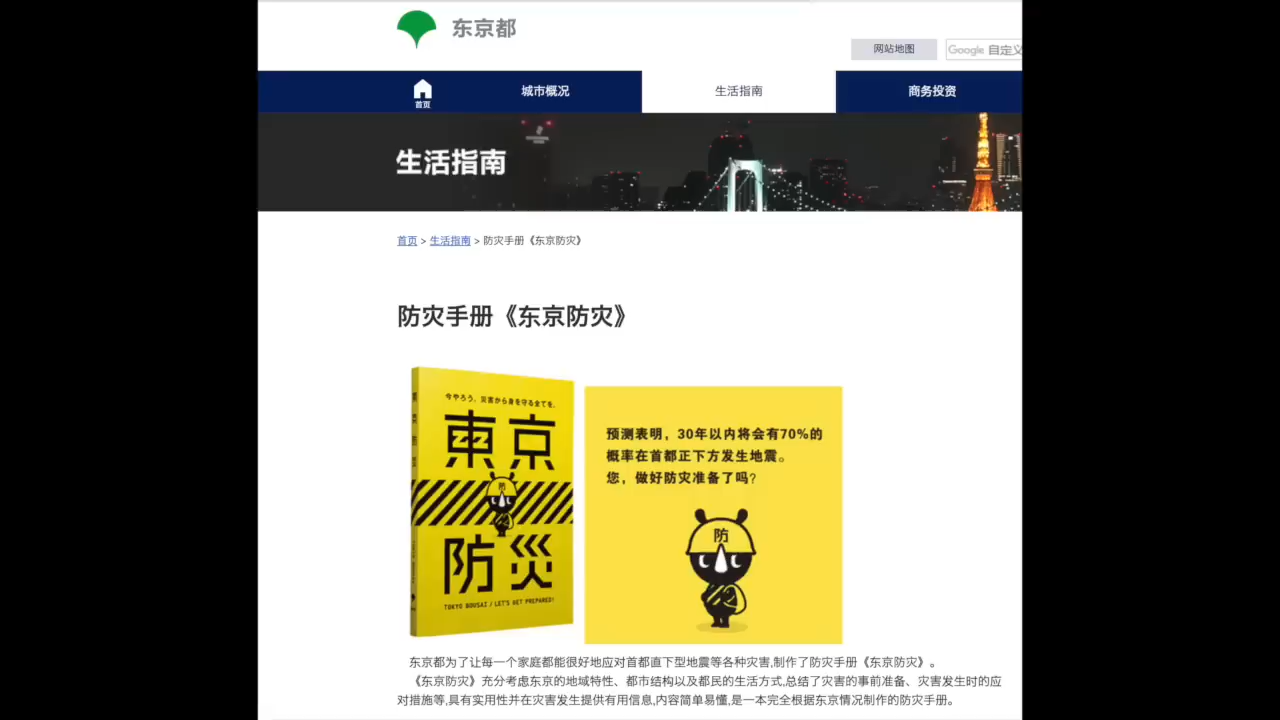 东京都
网站地图
Google 自定义
首页
城市概况
生活指南
商务投资
生活指南
首页 > 生活指南 > 防灾手册《东京防灾》
防灾手册《东京防灾》
今やろう。災害から身を守る全てを。
東京
防
防災
TOKYO BOUSAI / LET'S GET PREPARED!
预测表明，30年以内将会有70%的
概率在首都正下方发生地震。
您，做好防灾准备了吗？
防
东京都为了让每一个家庭都能很好地应对首都直下型地震等各种灾害,制作了防灾手册《东京防灾》。
《东京防灾》充分考虑东京的地域特性、都市结构以及都民的生活方式,总结了灾害的事前准备、灾害发生时的应
对措施等,具有实用性并在灾害发生提供有用信息,内容简单易懂,是一本完全根据东京情况制作的防灾手册。